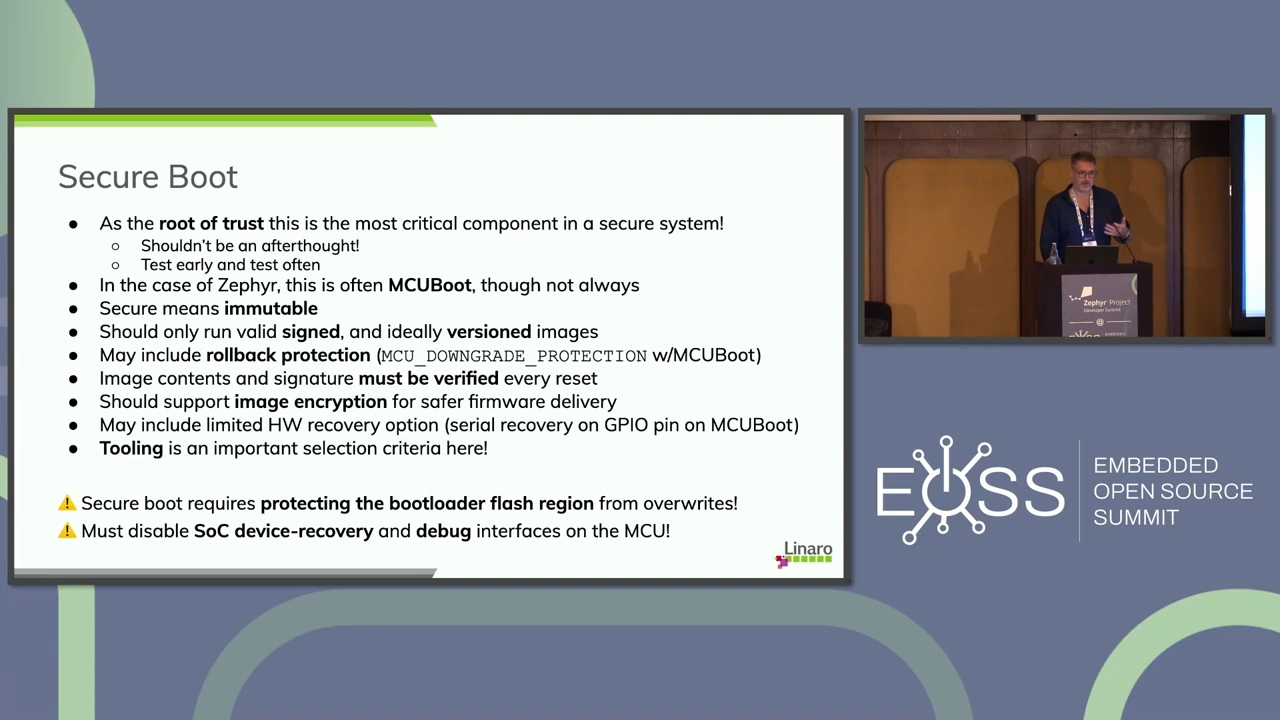 Secure Boot
● As the root of trust this is the most critical component in a secure system!
○ Shouldn't be an afterthought!
○ Test early and test often
● In the case of Zephyr, this is often MCUBoot, though not always
● Secure means immutable
● Should only run valid signed, and ideally versioned images
● May include rollback protection (MCU_DOWNGRADE_PROTECTION w/MCUBoot)
● Image contents and signature must be verified every reset
● Should support image encryption for safer firmware delivery
● May include limited HW recovery option (serial recovery on GPIO pin on MCUBoot)
● Tooling is an important selection criteria here!
⚠ Secure boot requires protecting the bootloader flash region from overwrites!
⚠ Must disable SoC device-recovery and debug interfaces on the MCU!
Linaro
Zephyr Project
Developer Summit
@
EOSS
EMBEDDED
OPEN SOURCE
SUMMIT